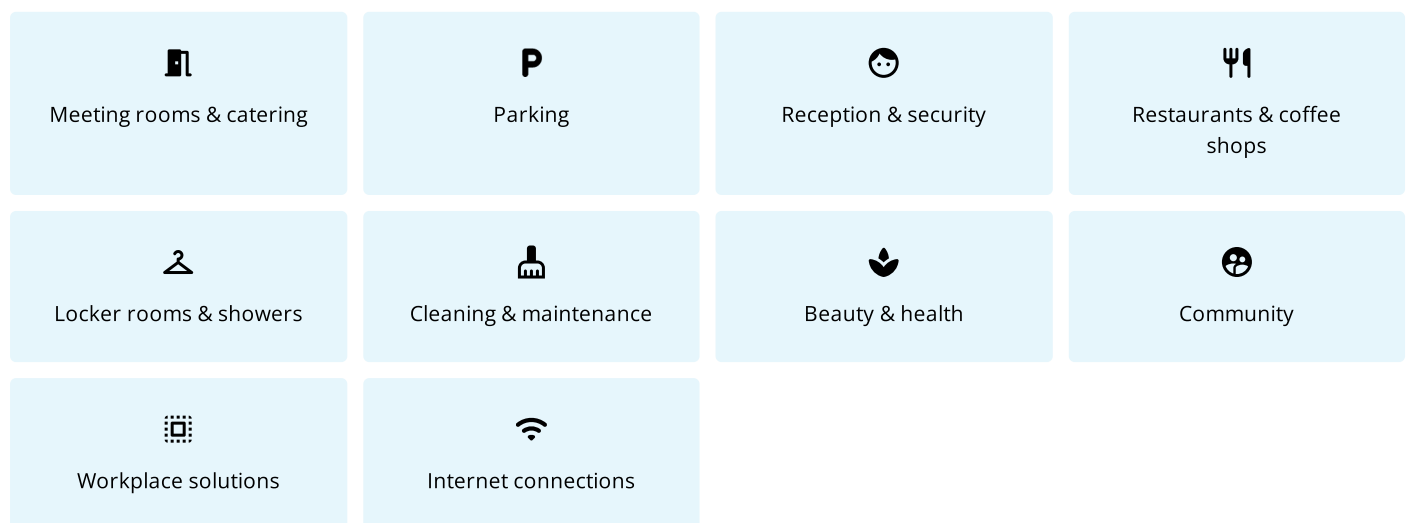 Meeting rooms & catering
Parking
Reception & security
Restaurants & coffee
shops
Locker rooms & showers
Cleaning & maintenance
Beauty & health
Community
Workplace solutions
Internet connections